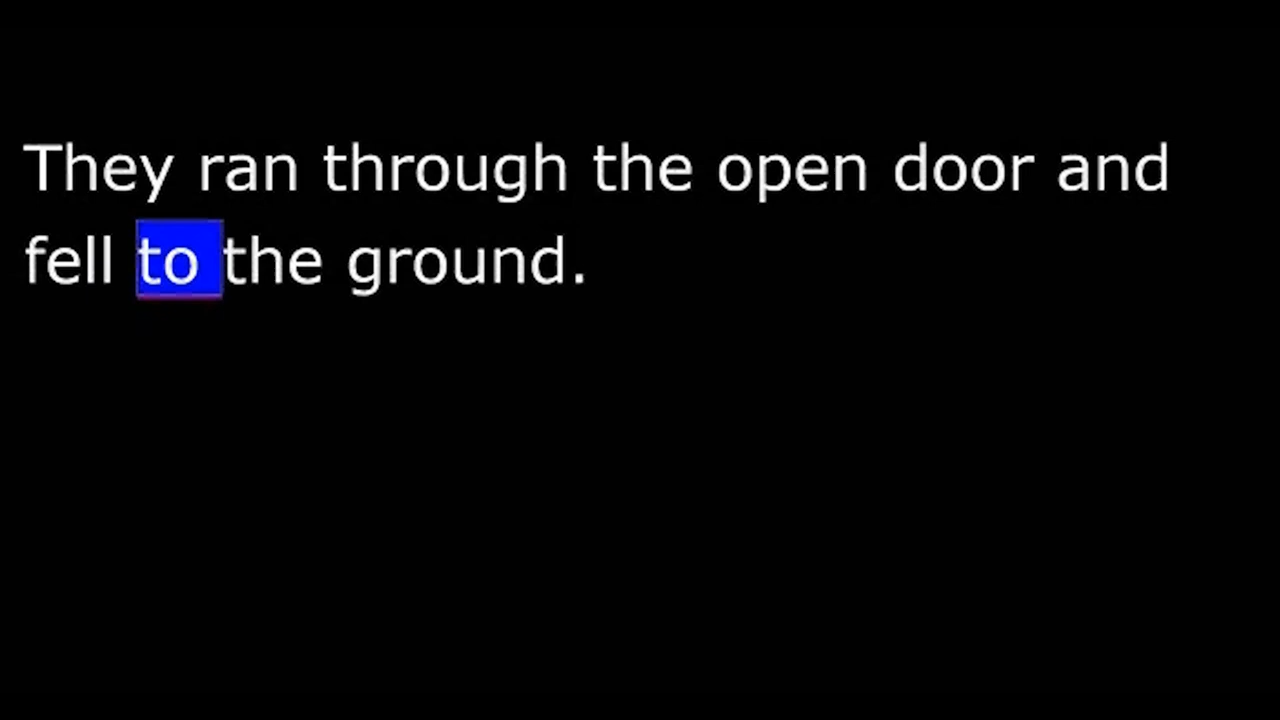 They ran through the open door and
fell to the ground.